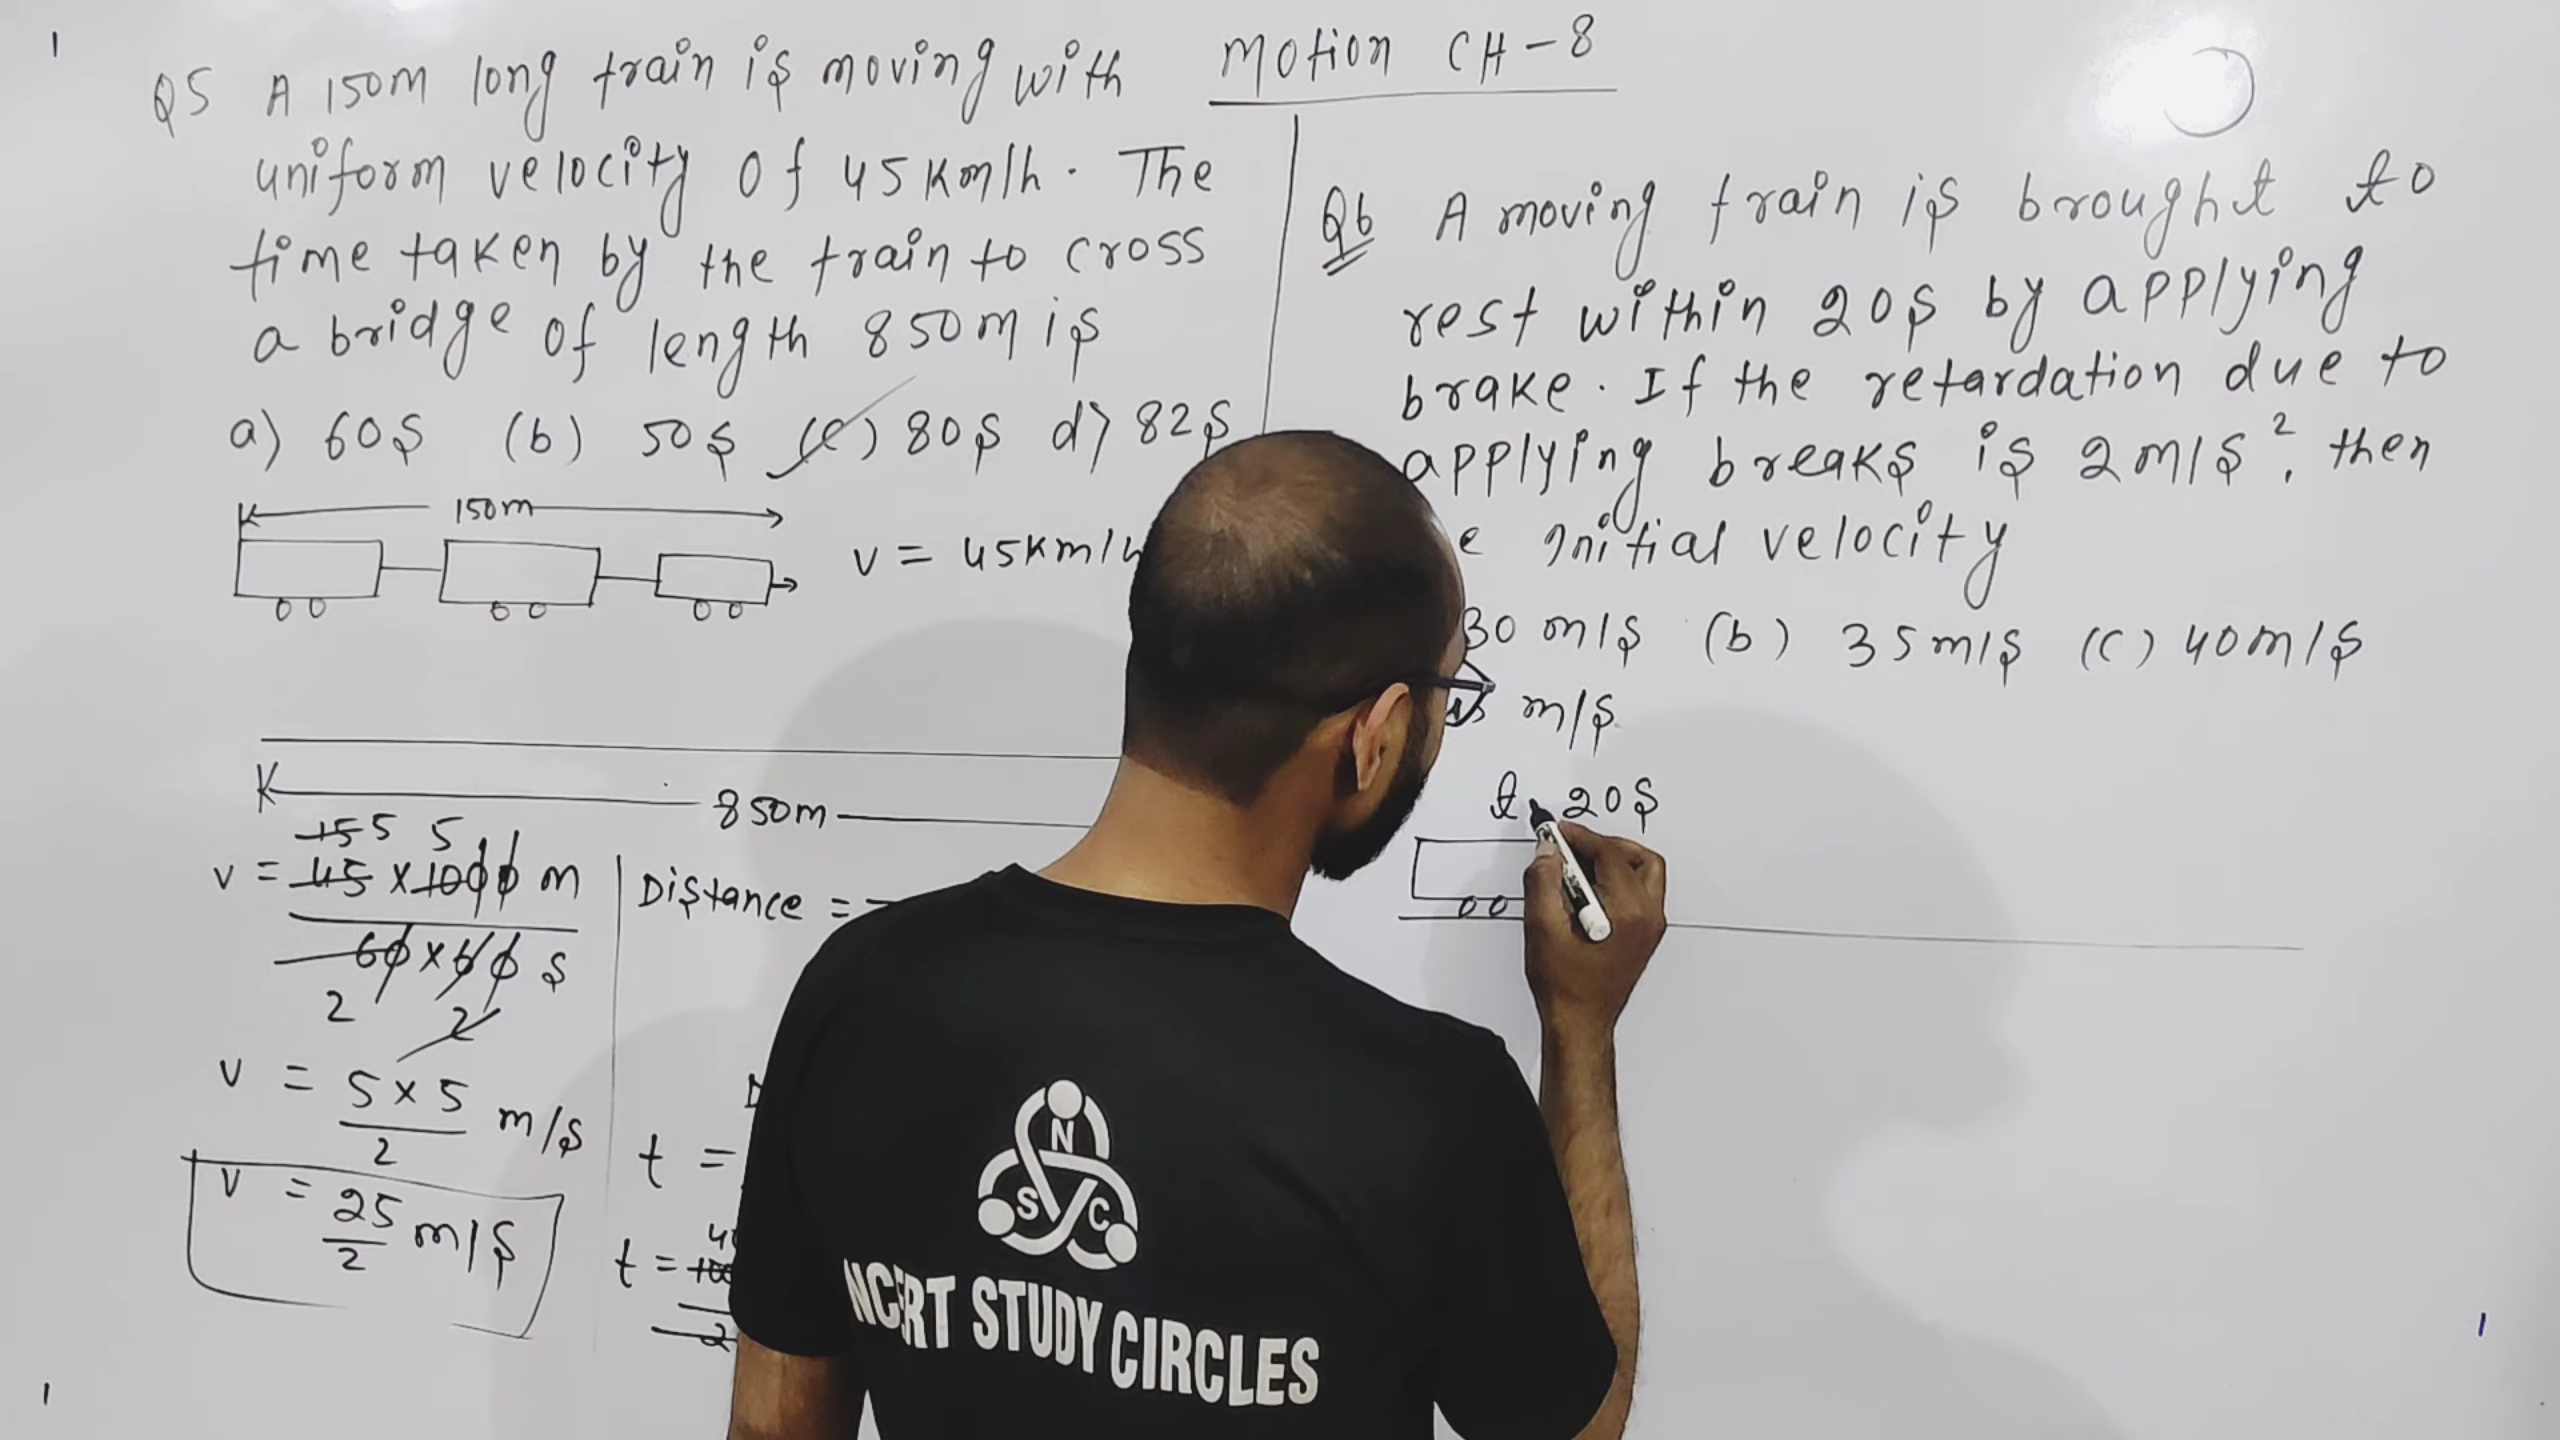 Motion CH-8
Q5 A 150m long train is moving with
uniform velocity of 45km/h. The
time taken by the train to cross
a bridge of length 850m is
a) 60s (b) 50s (c) 80s d) 82s
150m
v = 45km/h
850m
15 5 5
v = 45 x 1000 m
60 x 60 s
2 2
v = 5 x 5 m/s
2
v = 25 m/s
2
Distance =
t =
t =
2
Q6 A moving train is brought to
rest within 20s by applying
brake. If the retardation due to
applying breaks is 2m/s², then
initial velocity
30 m/s (b) 35m/s (c) 40m/s
m/s
t 20s
N
S C
NCERT STUDY CIRCLES